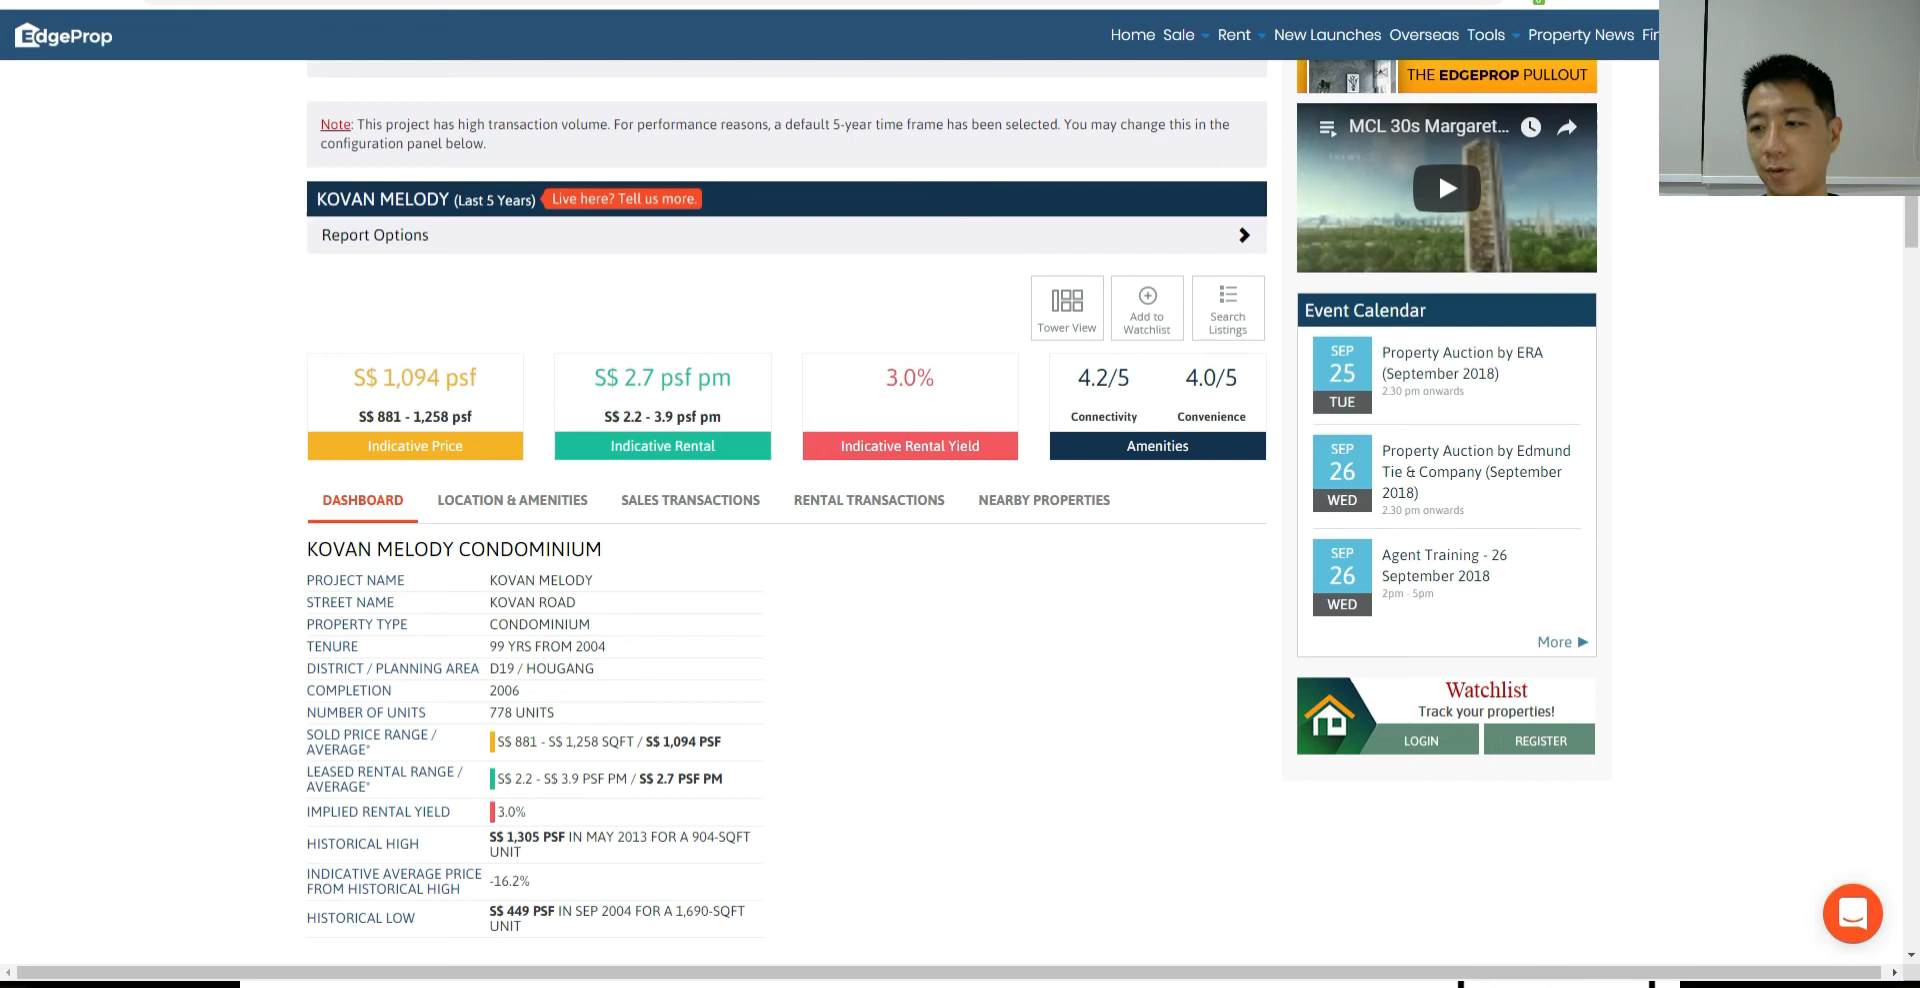 EdgeProp
Home Sale Rent New Launches Overseas Tools Property News Fin
THE EDGEPROP PULLOUT
Note: This project has high transaction volume. For performance reasons, a default 5-year time frame has been selected. You may change this in the
configuration panel below.
MCL 30s Margaret...
KOVAN MELODY (Last 5 Years) Live here? Tell us more.
Report Options
Tower View
Add to
Watchlist
Search
Listings
S$ 1,094 psf
S$ 881 - 1,258 psf
Indicative Price
S$ 2.7 psf pm
S$ 2.2 - 3.9 psf pm
Indicative Rental
3.0%
Indicative Rental Yield
4.2/5 4.0/5
Connectivity Convenience
Amenities
DASHBOARD LOCATION & AMENITIES SALES TRANSACTIONS RENTAL TRANSACTIONS NEARBY PROPERTIES
KOVAN MELODY CONDOMINIUM
PROJECT NAME KOVAN MELODY
STREET NAME KOVAN ROAD
PROPERTY TYPE CONDOMINIUM
TENURE 99 YRS FROM 2004
DISTRICT / PLANNING AREA D19 / HOUGANG
COMPLETION 2006
NUMBER OF UNITS 778 UNITS
SOLD PRICE RANGE /
AVERAGE* S$ 881 - S$ 1,258 SQFT / S$ 1,094 PSF
LEASED RENTAL RANGE /
AVERAGE* S$ 2.2 - S$ 3.9 PSF PM / S$ 2.7 PSF PM
IMPLIED RENTAL YIELD 3.0%
HISTORICAL HIGH S$ 1,305 PSF IN MAY 2013 FOR A 904-SQFT
UNIT
INDICATIVE AVERAGE PRICE
FROM HISTORICAL HIGH -16.2%
HISTORICAL LOW S$ 449 PSF IN SEP 2004 FOR A 1,690-SQFT
UNIT
Event Calendar
SEP
25
TUE
Property Auction by ERA
(September 2018)
2.30 pm onwards
SEP
26
WED
Property Auction by Edmund
Tie & Company (September
2018)
2.30 pm onwards
SEP
26
WED
Agent Training - 26
September 2018
2pm - 5pm
More
Watchlist
Track your properties!
LOGIN REGISTER